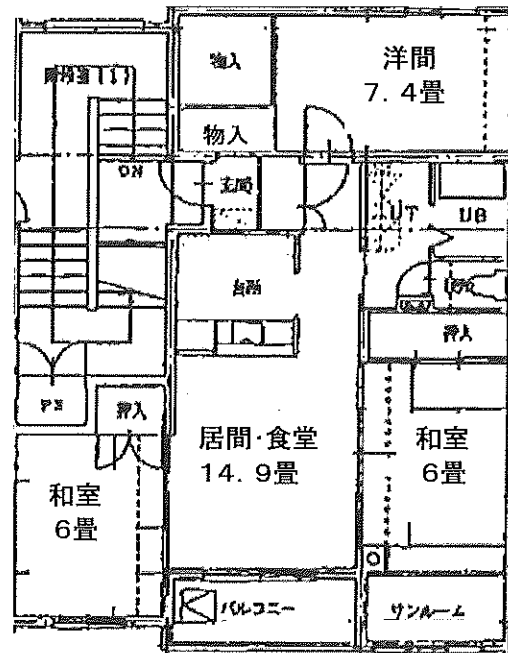 物入
洋間
7.4畳
物入
玄関
UT
UB
台所
押入
PS
押入
居間・食堂
14.9畳
和室
6畳
和室
6畳
バルコニー
サンルーム